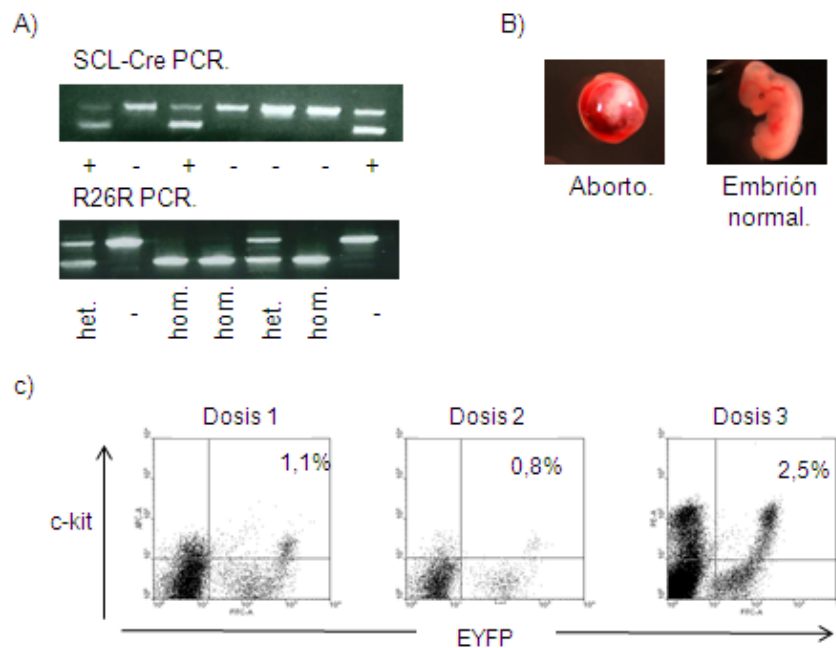 A)
SCL-Cre PCR.
+ - + - - - +
R26R PCR.
het. - hom. hom. het. hom. -
B)
Aborto.
Embrión
normal.
c)
Dosis 1
Dosis 2
Dosis 3
1,1%
0,8%
2,5%
c-kit
FITC-A
EYFP